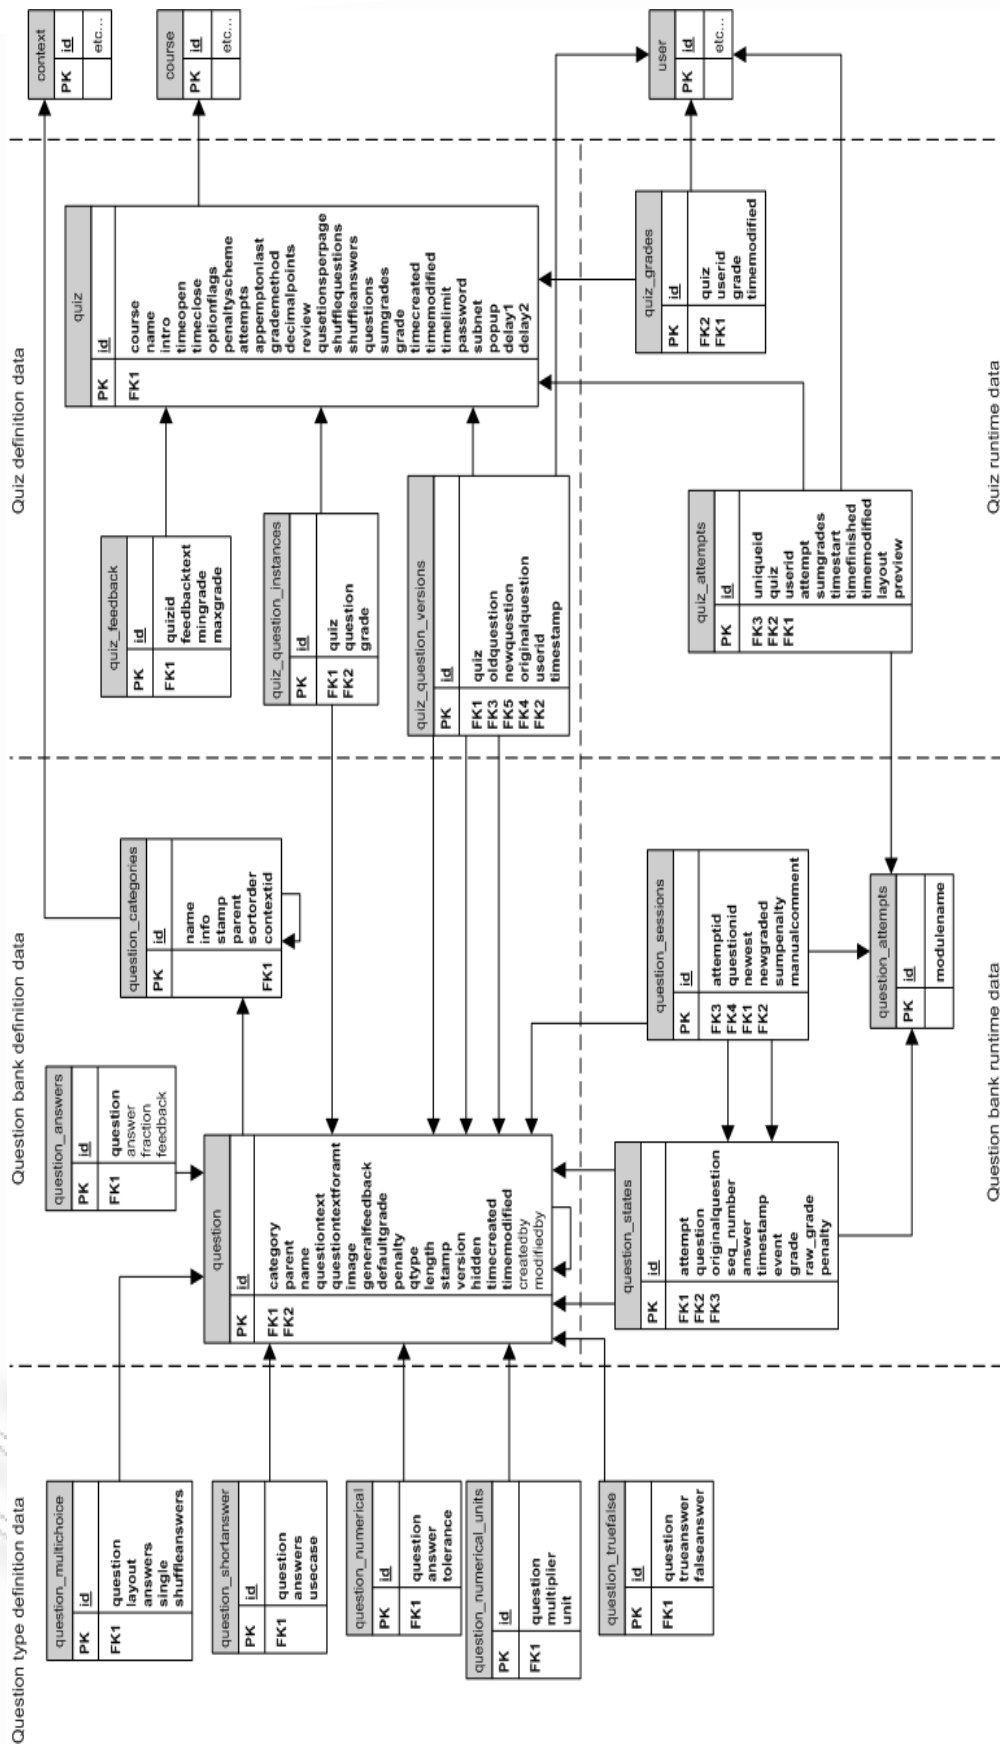 Question type definition data
Question bank definition data
Quiz definition data
question_multichoice
PK id
FK1 question
layout
answers
single
shuffleanswers
question_shortanswer
PK id
FK1 question
answers
usecase
question_numerical
PK id
FK1 question
answer
tolerance
question_numerical_units
PK id
FK1 question
multiplier
unit
question_truefalse
PK id
FK1 question
trueanswer
falseanswer
question_answers
PK id
FK1 question
answer
fraction
feedback
question
PK id
FK1 category
FK2 parent
name
questiontext
questiontextforamt
image
generalfeedback
defaultgrade
penalty
qtype
length
stamp
version
hidden
timecreated
timemodified
createdby
modifiedby
question_categories
PK id
name
info
stamp
parent
sortorder
FK1 contextid
question_states
PK id
FK1 attempt
FK2 question
FK3 originalquestion
seq_number
answer
timestamp
event
grade
raw_grade
penalty
question_sessions
PK id
FK3 attemptid
FK4 questionid
FK1 newest
FK2 newgraded
sumpenalty
manualcomment
question_attempts
PK id
modulename
Question bank runtime data
quiz_feedback
PK id
FK1 quizid
feedbacktext
mingrade
maxgrade
quiz_question_instances
PK id
FK1 quiz
FK2 question
grade
quiz_question_versions
PK id
FK1 quiz
FK3 oldquestion
FK5 newquestion
FK4 originalquestion
FK2 userid
timestamp
quiz
PK id
FK1 course
name
intro
timeopen
timeclose
optionflags
penaltyscheme
attempts
appemptonlast
grademethod
decimalpoints
review
qusetionsperpage
shufflequestions
shuffleanswers
questions
sumgrades
grade
timecreated
timemodified
timelimit
password
subnet
popup
delay1
delay2
quiz_attempts
PK id
FK3 uniqueid
FK2 quiz
FK1 userid
attempt
sumgrades
timestart
timefinished
timemodified
layout
preview
quiz_grades
PK id
FK2 quiz
FK1 userid
grade
timemodified
Quiz runtime data
context
PK id
etc...
course
PK id
etc...
user
PK id
etc...